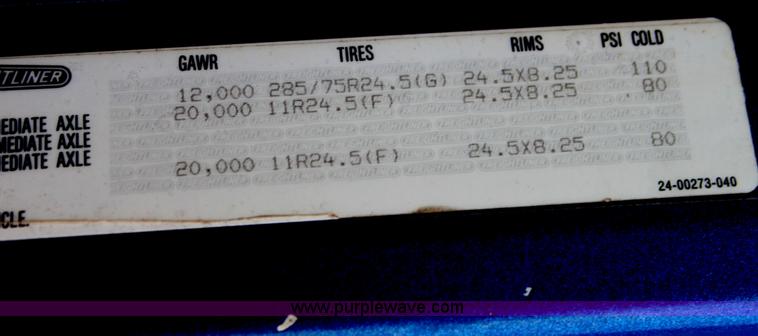 GAWR TIRES RIMS PSI COLD
TLINER
12,000 285/75R24.5(G) 24.5X8.25 110
20,000 11R24.5(F) 24.5X8.25 80
EDIATE AXLE
MEDIATE AXLE
EDIATE AXLE 20,000 11R24.5(F) 24.5X8.25 80
24-00273-040
ICLE.
www.purplewave.com